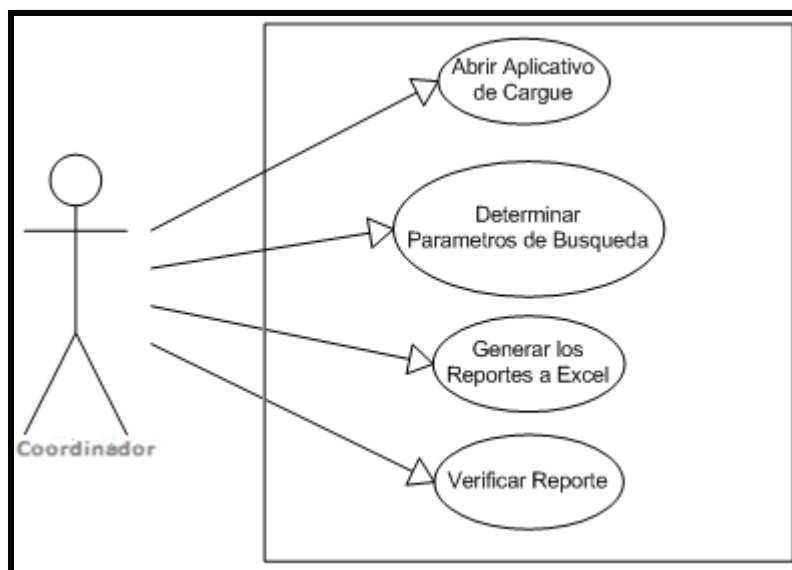 Abrir Aplicativo
de Cargue
Determinar
Parametros de Busqueda
Generar los
Reportes a Excel
Verificar Reporte
Coordinador